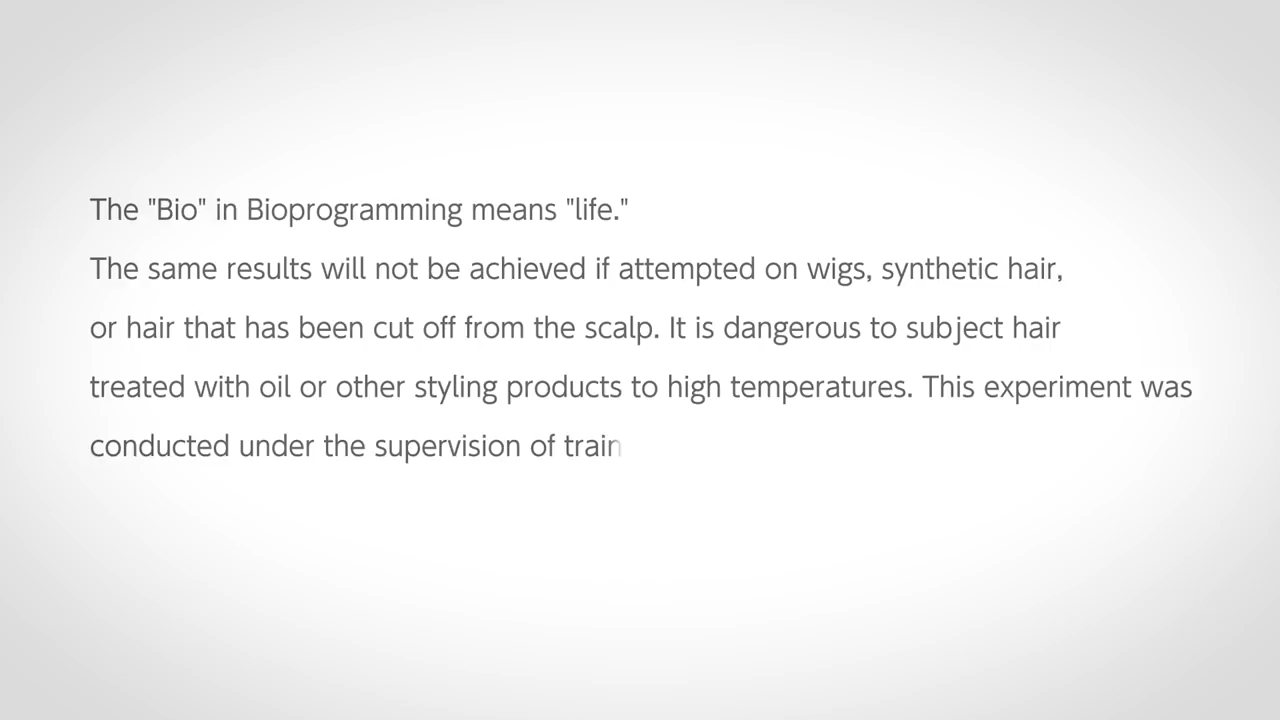 The "Bio" in Bioprogramming means "life."
The same results will not be achieved if attempted on wigs, synthetic hair,
or hair that has been cut off from the scalp. It is dangerous to subject hair
treated with oil or other styling products to high temperatures. This experiment was
conducted under the supervision of train